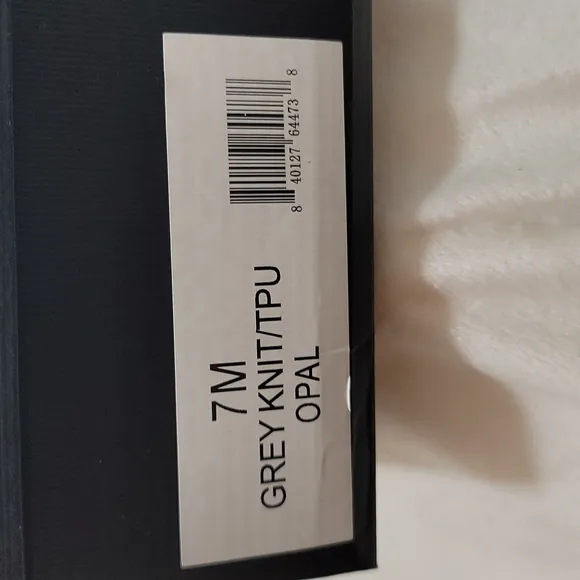 7M
GREY KNIT/TPU
OPAL
8 40127 64473 8